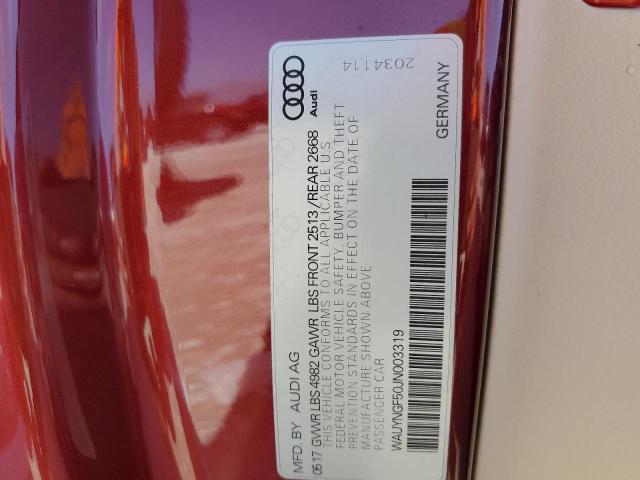 MFD. BY AUDI AG
05 17 GVWR LBS 4982 GAWR LBS FRONT 2513 /REAR 2668
THIS VEHICLE CONFORMS TO ALL APPLICABLE U.S.
FEDERAL MOTOR VEHICLE SAFETY, BUMPER AND THEFT
PREVENTION STANDARDS IN EFFECT ON THE DATE OF
MANUFACTURE SHOWN ABOVE
PASSENGER CAR
WAUYNGF50JN003319
GERMANY
Audi
2034114